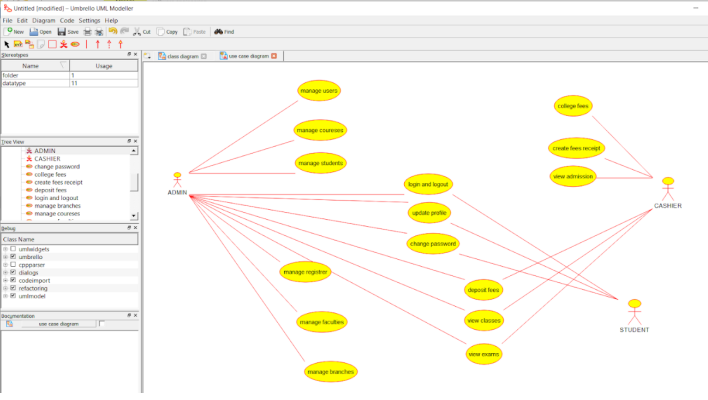 Untitled [modified] - Umbrello UML Modeller
File Edit Diagram Code Settings Help
New Open Save Cut Copy Paste Find
Stereotypes
Name Usage
folder 1
datatype 11
Tree View
ADMIN
CASHIER
change password
college fees
create fees receipt
deposit fees
login and logout
manage branches
manage courses
Debug
Class Name
umlwidgets
umbrello
cppparser
dialogs
codeimport
refactoring
umlmodel
Documentation
use case diagram
class diagram use case diagram
manage users
manage coureses
manage students
ADMIN
login and logout
update profile
change password
manage registrer
deposit fees
manage faculties
view classes
view exams
manage branches
college fees
create fees receipt
view admission
CASHIER
STUDENT